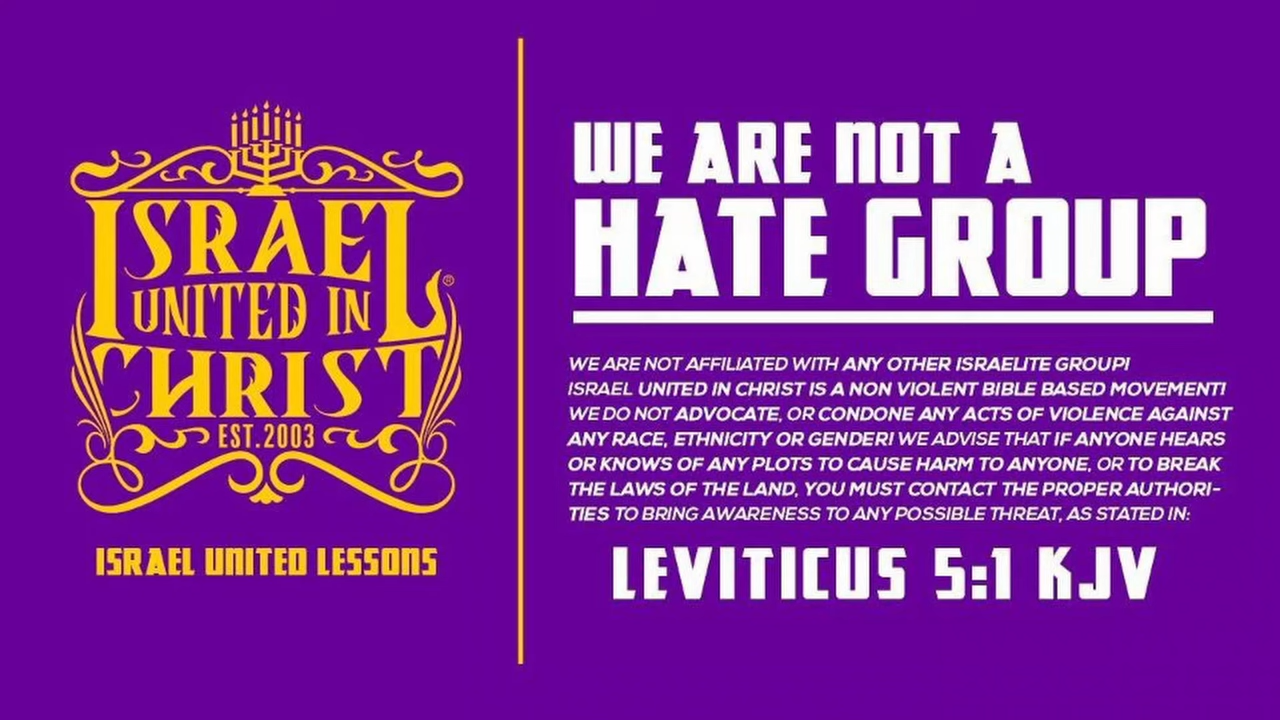 ISRAEL
UNITED IN
CHRIST
EST.2003
®
ISRAEL UNITED LESSONS
WE ARE NOT A
HATE GROUP
WE ARE NOT AFFILIATED WITH ANY OTHER ISRAELITE GROUP!
ISRAEL UNITED IN CHRIST IS A NON VIOLENT BIBLE BASED MOVEMENT!
WE DO NOT ADVOCATE, OR CONDONE ANY ACTS OF VIOLENCE AGAINST
ANY RACE, ETHNICITY OR GENDER! WE ADVISE THAT IF ANYONE HEARS
OR KNOWS OF ANY PLOTS TO CAUSE HARM TO ANYONE, OR TO BREAK
THE LAWS OF THE LAND, YOU MUST CONTACT THE PROPER AUTHORI-
TIES TO BRING AWARENESS TO ANY POSSIBLE THREAT, AS STATED IN:
LEVITICUS 5:1 KJV